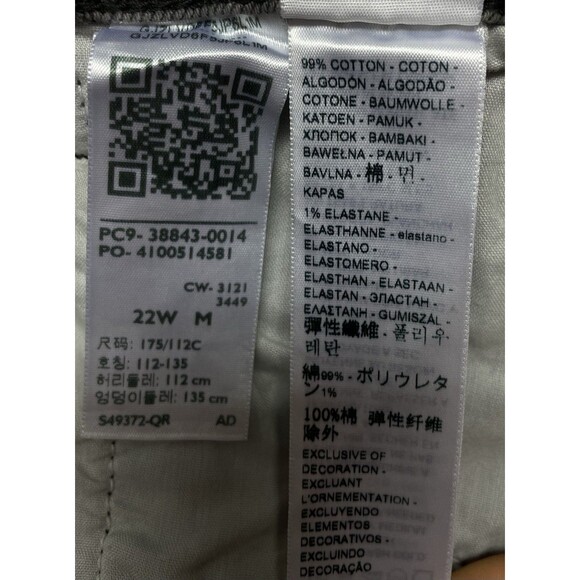 GJZLVD6F5JP6L1M
PC9- 38843-0014
PO- 4100514581
CW- 3121
3449
22W M
尺码: 175/112C
호칭: 112-135
허리둘레: 112 cm
엉덩이둘레: 135 cm
S49372-QR AD
99% COTTON - COTON -
ALGODÓN - ALGODÃO -
COTONE - BAUMWOLLE -
KATOEN - PAMUK -
ХЛОПОК - ΒΑΜΒΑΚΙ -
BAWEŁNA - PAMUT -
BAVLNA - 棉 - 면 -
KAPAS
1% ELASTANE -
ELASTHANNE - elastano -
ELASTANO -
ELASTOMERO -
ELASTHAN - ELASTAAN -
ELASTAN - ЭЛАСТАН -
ΕΛΑΣΤΑΝΗ - GUMISZAL -
彈性纖維 - 폴리우
레탄
綿99% - ポリウレタ
ン1%
100%棉 弹性纤维
除外
EXCLUSIVE OF
DECORATION -
EXCLUANT
L'ORNEMENTATION -
EXCLUYENDO
ELEMENTOS
DECORATIVOS -
EXCLUINDO
DECORAÇÃO